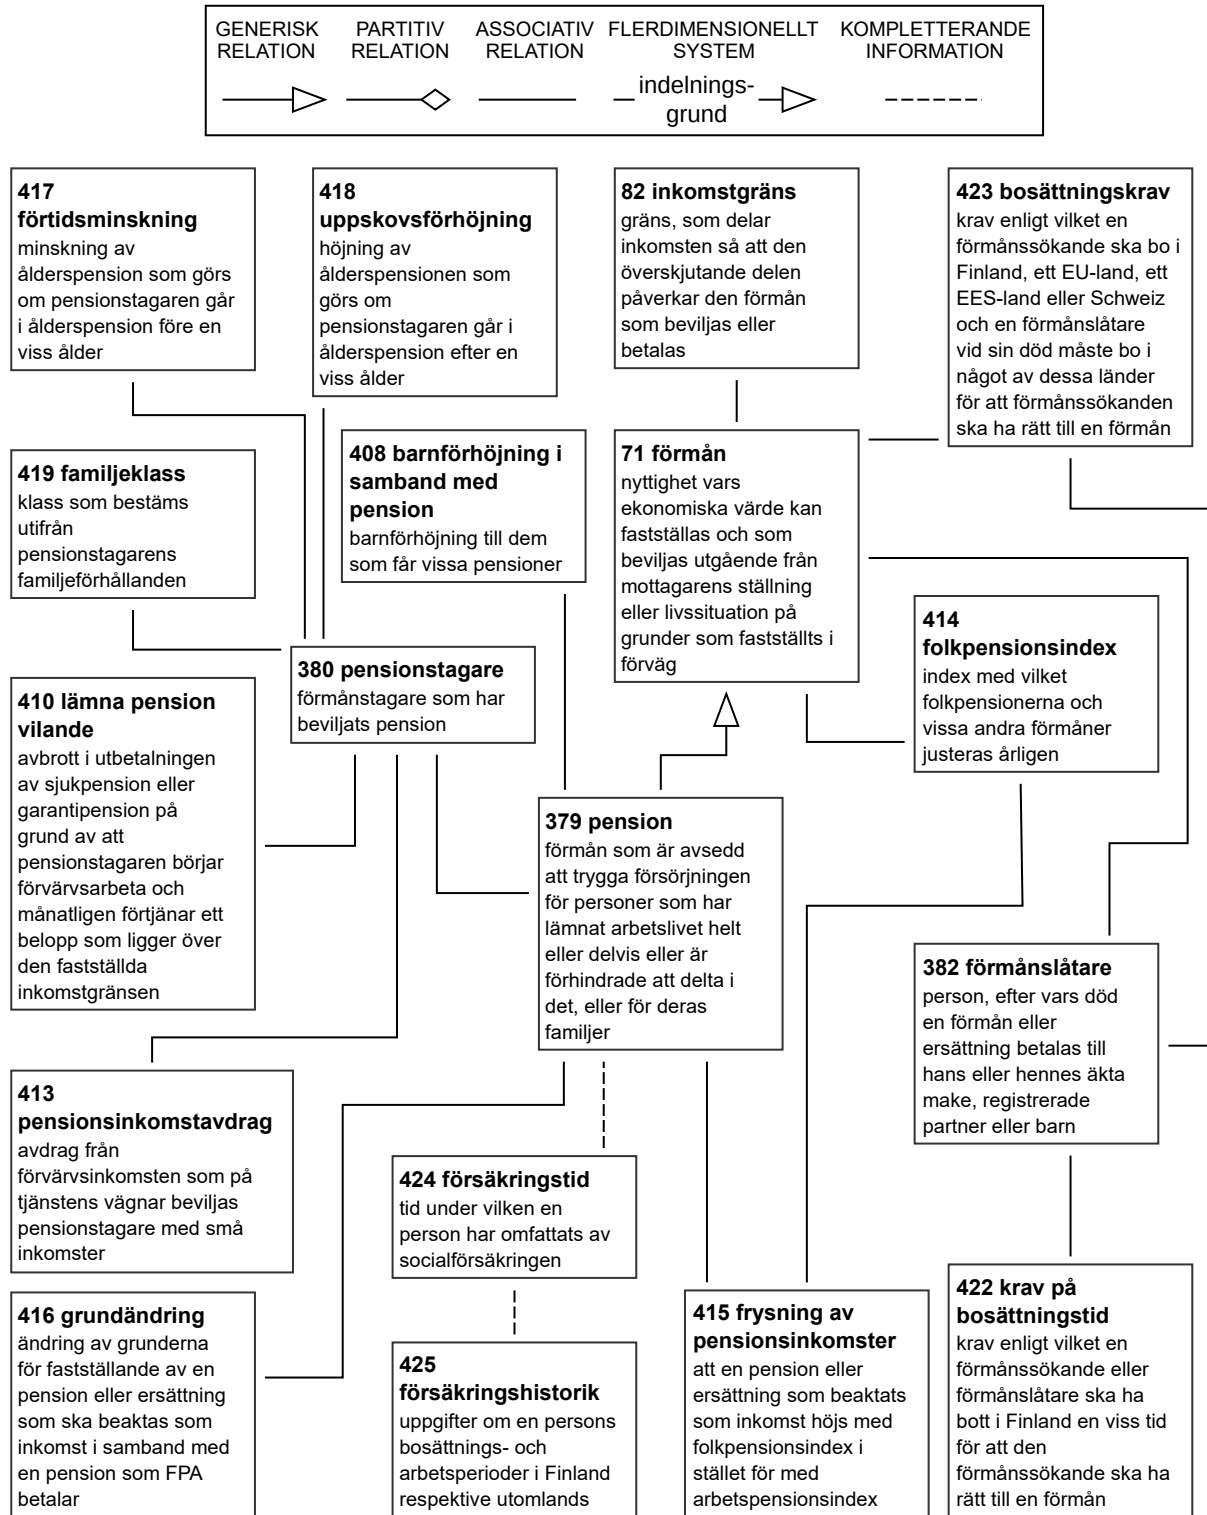 GENERISK
RELATION
PARTITIV
RELATION
ASSOCIATIV
RELATION
FLERDIMENSIONELLT
SYSTEM
KOMPLETTERANDE
INFORMATION
indelnings-
grund
417
förtidsminskning
minskning av
ålderspension som görs
om pensionstagaren går
i ålderspension före en
viss ålder
418
uppskovsförhöjning
höjning av
ålderspensionen som
görs om
pensionstagaren går i
ålderspension efter en
viss ålder
82 inkomstgräns
gräns, som delar
inkomsten så att den
överskjutande delen
påverkar den förmån
som beviljas eller
betalas
423 bosättningskrav
krav enligt vilket en
förmånssökande ska bo i
Finland, ett EU-land, ett
EES-land eller Schweiz
och en förmånslåtare
vid sin död måste bo i
något av dessa länder
för att förmånssökanden
ska ha rätt till en förmån
419 familjeklass
klass som bestäms
utifrån
pensionstagarens
familjeförhållanden
408 barnförhöjning i
samband med
pension
barnförhöjning till dem
som får vissa pensioner
71 förmån
nyttighet vars
ekonomiska värde kan
fastställas och som
beviljas utgående från
mottagarens ställning
eller livssituation på
grunder som fastställts i
förväg
414
folkpensionsindex
index med vilket
folkpensionerna och
vissa andra förmåner
justeras årligen
380 pensionstagare
förmånstagare som har
beviljats pension
410 lämna pension
vilande
avbrott i utbetalningen
av sjukpension eller
garantipension på
grund av att
pensionstagaren börjar
förvärvsarbeta och
månatligen förtjänar ett
belopp som ligger över
den fastställda
inkomstgränsen
379 pension
förmån som är avsedd
att trygga försörjningen
för personer som har
lämnat arbetslivet helt
eller delvis eller är
förhindrade att delta i
det, eller för deras
familjer
382 förmånslåtare
person, efter vars död
en förmån eller
ersättning betalas till
hans eller hennes äkta
make, registrerade
partner eller barn
413
pensionsinkomstavdrag
avdrag från
förvärvsinkomsten som på
tjänstens vägnar beviljas
pensionstagare med små
inkomster
424 försäkringstid
tid under vilken en
person har omfattats av
socialförsäkringen
416 grundändring
ändring av grunderna
för fastställande av en
pension eller ersättning
som ska beaktas som
inkomst i samband med
en pension som FPA
betalar
425
försäkringshistorik
uppgifter om en persons
bosättnings- och
arbetsperioder i Finland
respektive utomlands
415 frysning av
pensionsinkomster
att en pension eller
ersättning som beaktats
som inkomst höjs med
folkpensionsindex i
stället för med
arbetspensionsindex
422 krav på
bosättningstid
krav enligt vilket en
förmånssökande eller
förmånslåtare ska ha
bott i Finland en viss tid
för att den
förmånssökande ska ha
rätt till en förmån